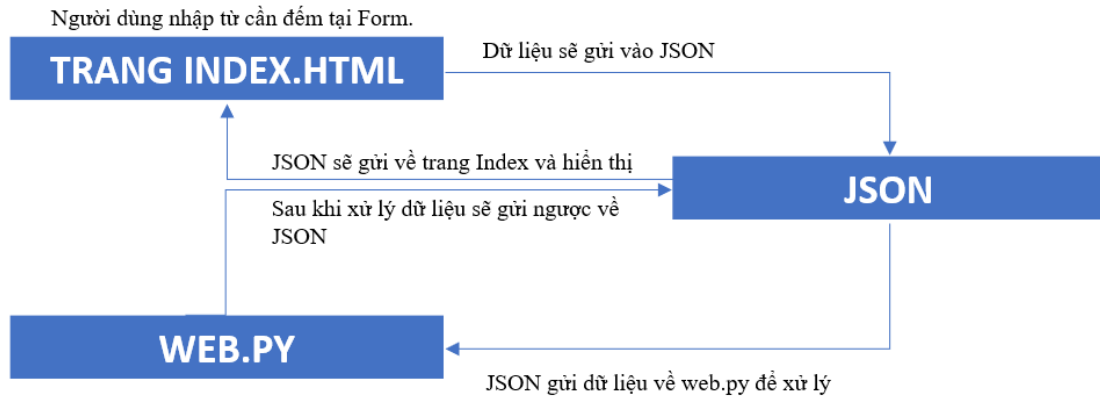 Người dùng nhập từ cần đếm tại Form.
TRANG INDEX.HTML
Dữ liệu sẽ gửi vào JSON
JSON sẽ gửi về trang Index và hiển thị
JSON
Sau khi xử lý dữ liệu sẽ gửi ngược về
JSON
WEB.PY
JSON gửi dữ liệu về web.py để xử lý